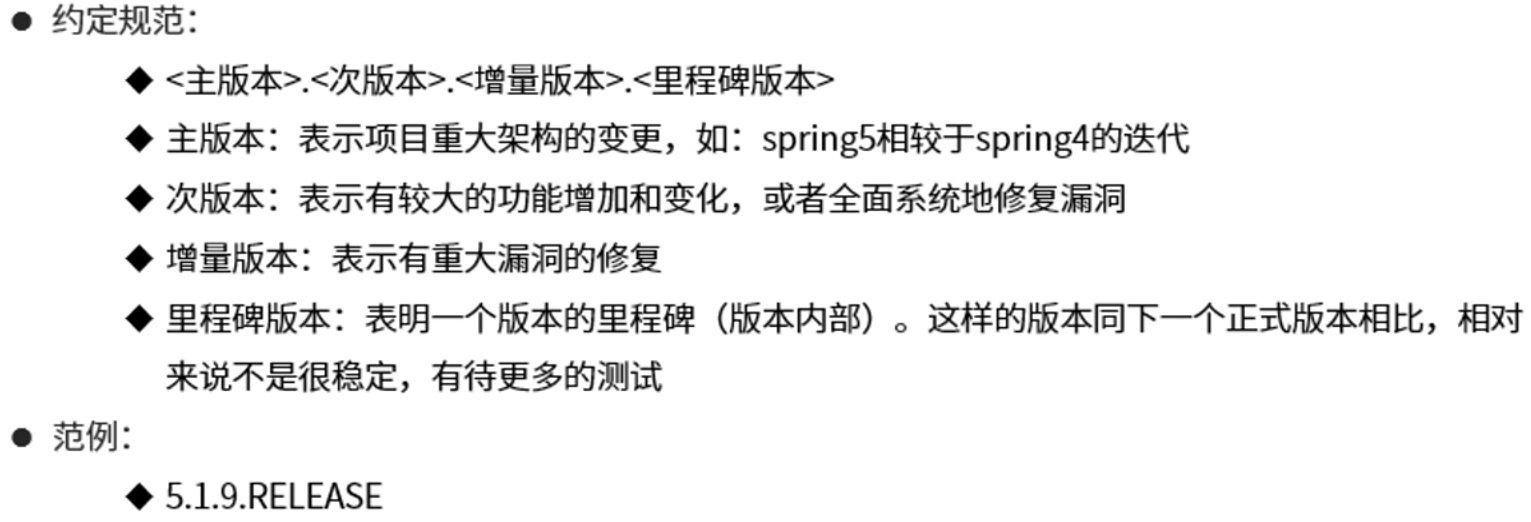 ● 约定规范：
◆ <主版本>.<次版本>.<增量版本>.<里程碑版本>
◆ 主版本：表示项目重大架构的变更，如：spring5相较于spring4的迭代
◆ 次版本：表示有较大的功能增加和变化，或者全面系统地修复漏洞
◆ 增量版本：表示有重大漏洞的修复
◆ 里程碑版本：表明一个版本的里程碑（版本内部）。这样的版本同下一个正式版本相比，相对
来说不是很稳定，有待更多的测试
● 范例：
◆ 5.1.9.RELEASE